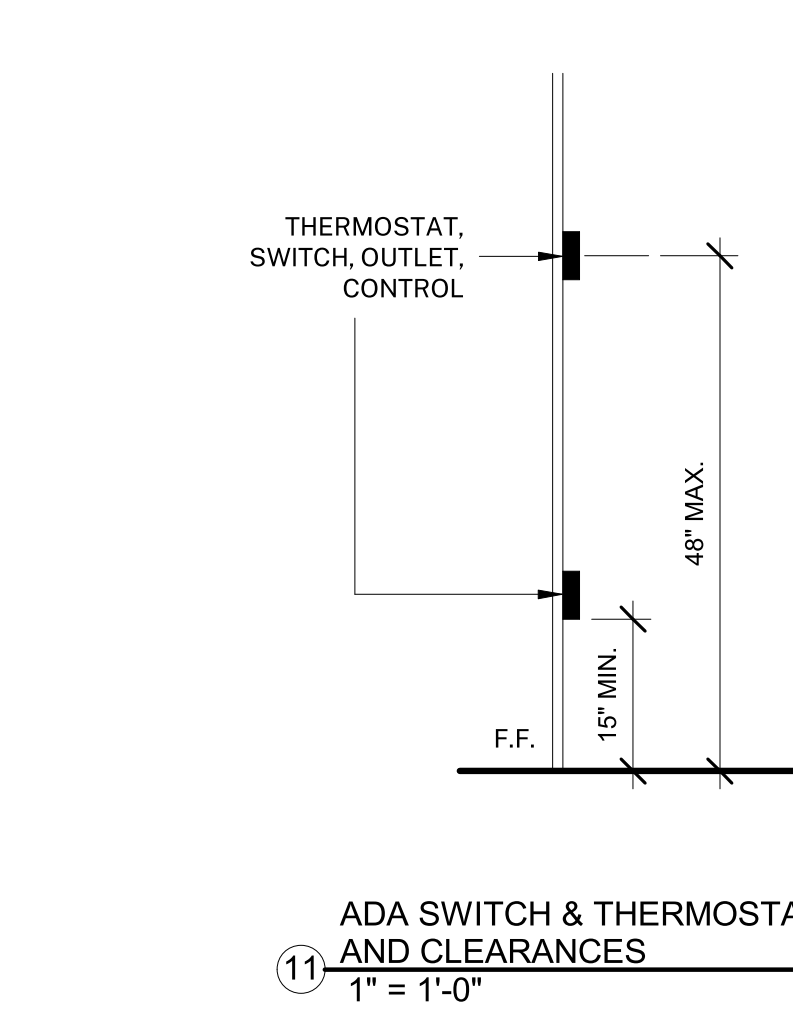 THERMOSTAT,
SWITCH, OUTLET,
CONTROL
48" MAX.
15" MIN.
F.F.
ADA SWITCH & THERMOSTA
AND CLEARANCES
11
1" = 1'-0"